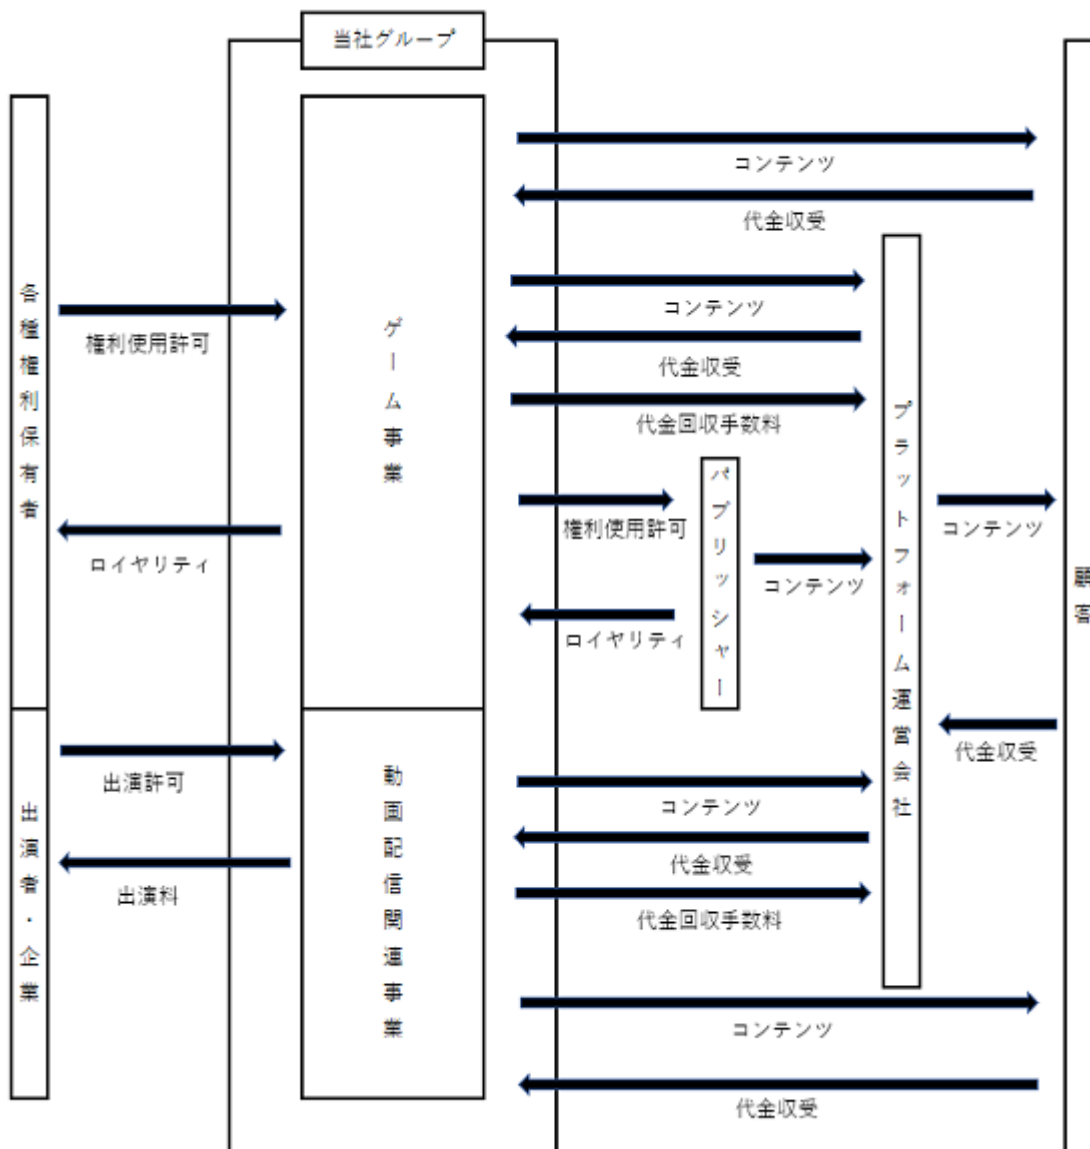 当社グループ
各種権利保有者
権利使用許可
ロイヤリティ
ゲーム事業
コンテンツ
代金収受
コンテンツ
代金収受
代金回収手数料
権利使用許可
ロイヤリティ
パブリッシャー
コンテンツ
プラットフォーム運営会社
コンテンツ
代金収受
顧客
出演者・企業
出演許可
出演料
動画配信関連事業
コンテンツ
代金収受
代金回収手数料
コンテンツ
代金収受